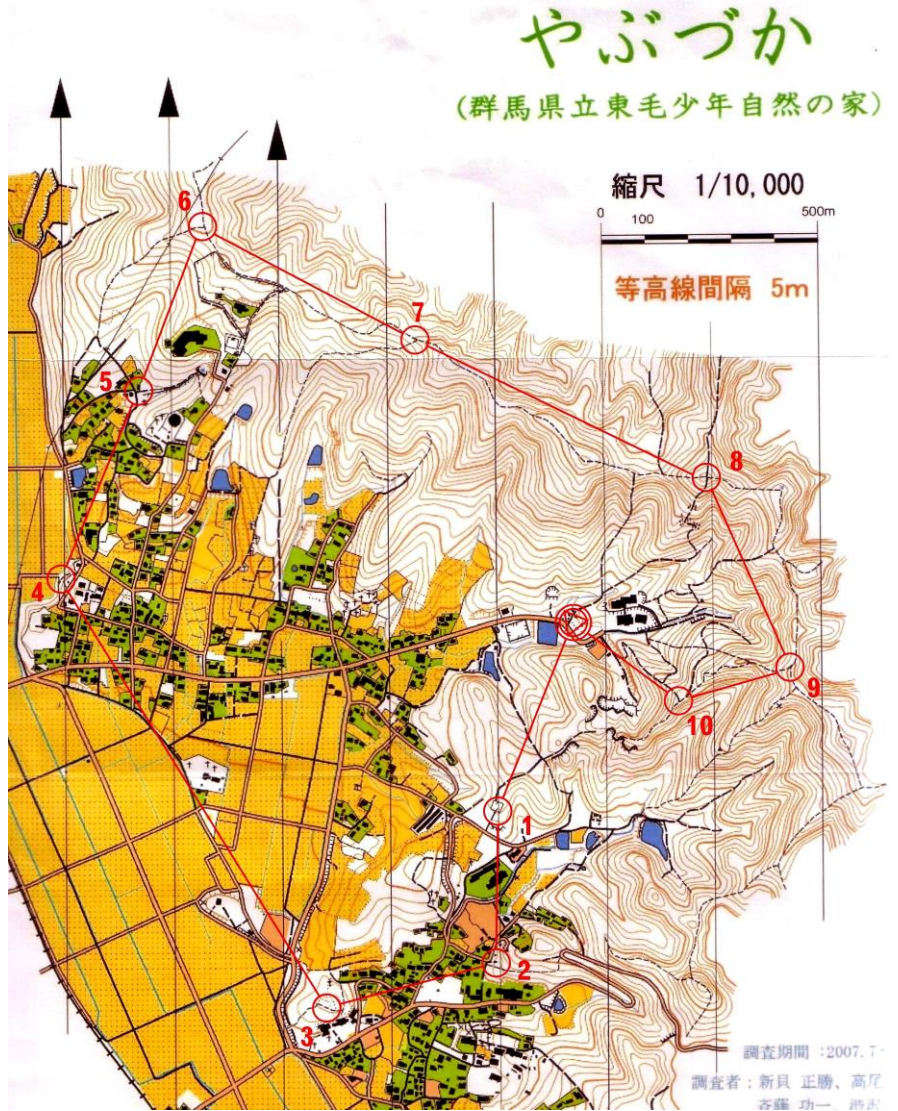 やぶづか
(群馬県立東毛少年自然の家)
縮尺 1/10,000
0 100 500m
等高線間隔 5m
6
7
5
8
4
9
10
1
2
3
調査期間:2007.7-
調査者:新貝 正勝、高尾
斉藤 功一、渋沢